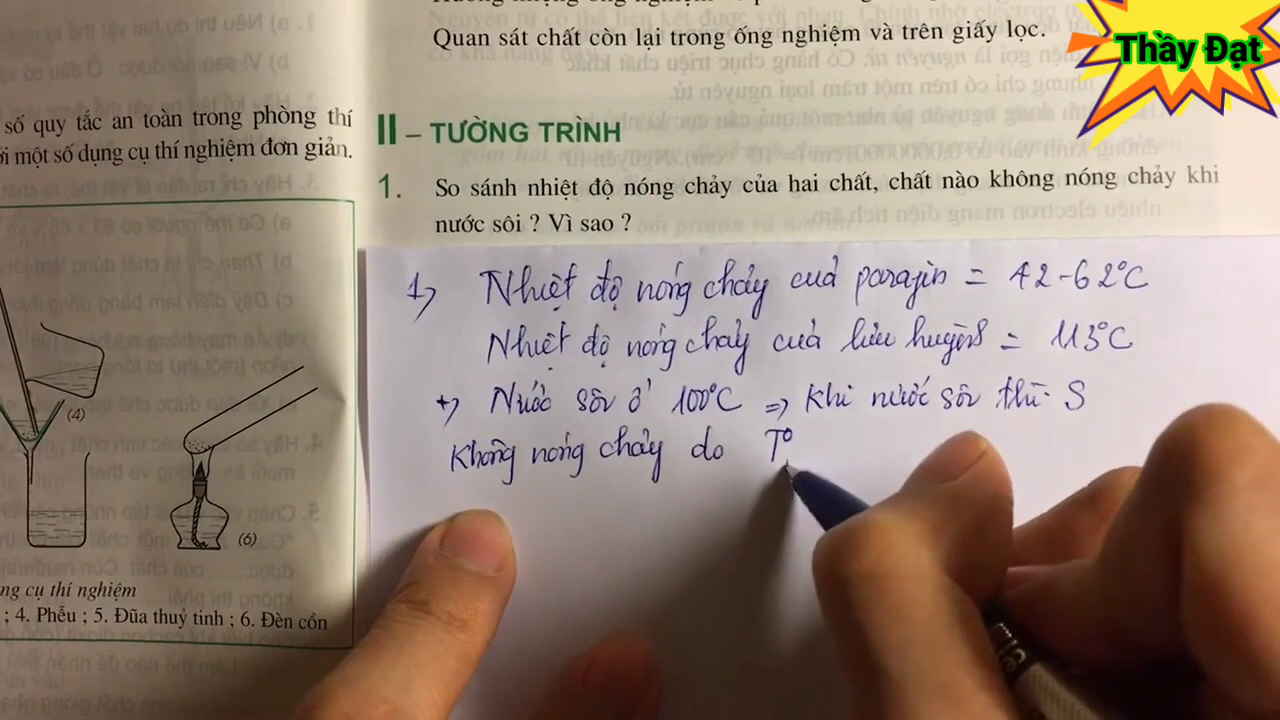 Quan sát chất còn lại trong ống nghiệm và trên giấy lọc.
Thầy Đạt
số quy tắc an toàn trong phòng thí
một số dụng cụ thí nghiệm đơn giản.
II – TƯỜNG TRÌNH
1. So sánh nhiệt độ nóng chảy của hai chất, chất nào không nóng chảy khi
nước sôi ? Vì sao ?
1, Nhiệt độ nóng chảy của parafin = 42-62°C
Nhiệt độ nóng chảy của lưu huỳnh = 113°C
+, Nước sôi ở 100°C => Khi nước sôi thì S
không nóng chảy do T°
(4)
(6)
cụ thí nghiệm
; 4. Phễu ; 5. Đũa thuỷ tinh ; 6. Đèn cồn